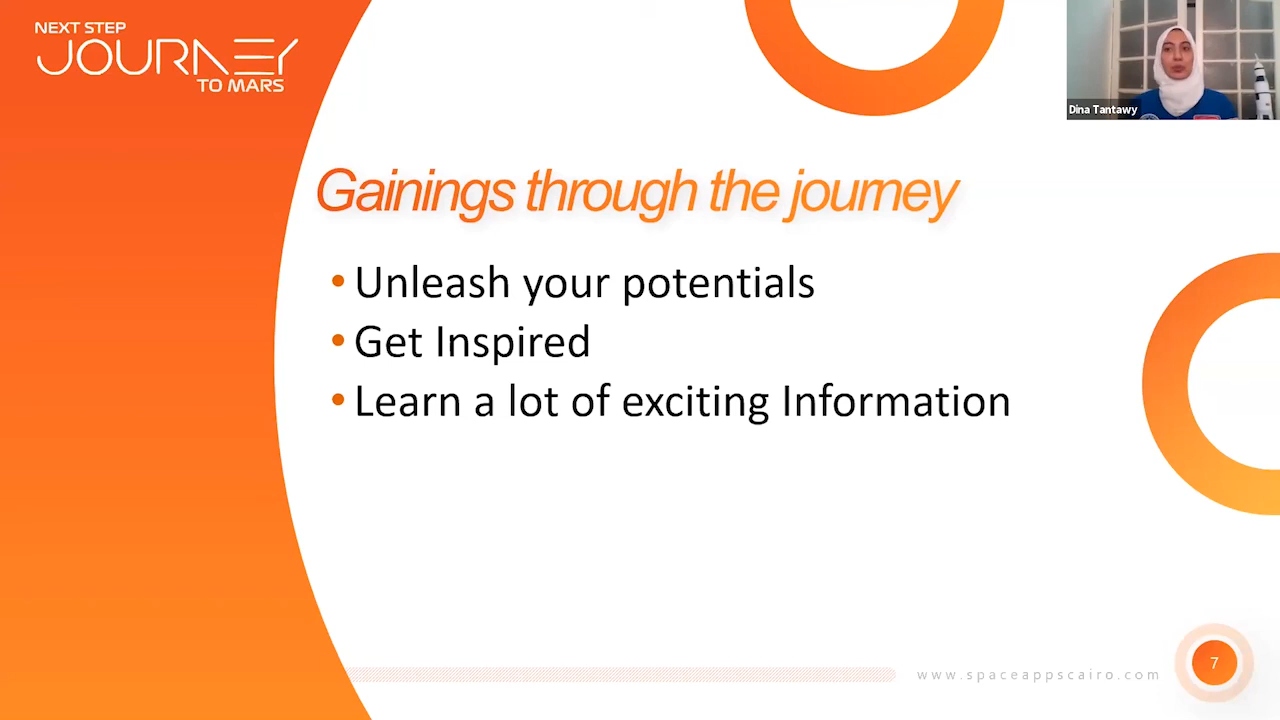 NEXT STEP
JOURNEY
TO MARS
Dina Tantawy
Gainings through the journey
• Unleash your potentials
• Get Inspired
• Learn a lot of exciting Information
www.spaceappscairo.com
7